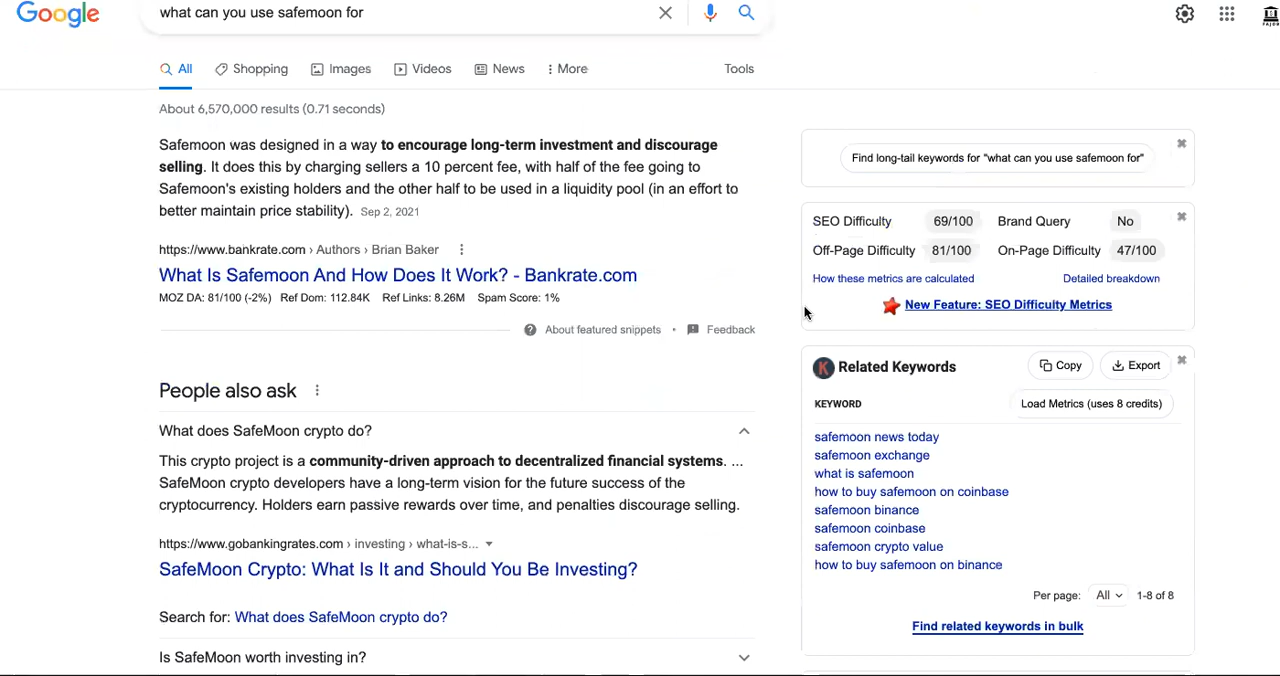 Google
what can you use safemoon for
All
Shopping
Images
Videos
News
More
Tools
About 6,570,000 results (0.71 seconds)
Safemoon was designed in a way to encourage long-term investment and discourage
selling. It does this by charging sellers a 10 percent fee, with half of the fee going to
Safemoon's existing holders and the other half to be used in a liquidity pool (in an effort to
better maintain price stability). Sep 2, 2021
https://www.bankrate.com › Authors › Brian Baker
What Is Safemoon And How Does It Work? - Bankrate.com
MOZ DA: 81/100 (-2%) Ref Dom: 112.84K Ref Links: 8.26M Spam Score: 1%
About featured snippets • Feedback
People also ask
What does SafeMoon crypto do?
This crypto project is a community-driven approach to decentralized financial systems. ...
SafeMoon crypto developers have a long-term vision for the future success of the
cryptocurrency. Holders earn passive rewards over time, and penalties discourage selling.
https://www.gobankingrates.com › investing › what-is-s...
SafeMoon Crypto: What Is It and Should You Be Investing?
Search for: What does SafeMoon crypto do?
Is SafeMoon worth investing in?
Find long-tail keywords for "what can you use safemoon for"
SEO Difficulty 69/100 Brand Query No
Off-Page Difficulty 81/100 On-Page Difficulty 47/100
How these metrics are calculated Detailed breakdown
New Feature: SEO Difficulty Metrics
K Related Keywords Copy Export
KEYWORD Load Metrics (uses 8 credits)
safemoon news today
safemoon exchange
what is safemoon
how to buy safemoon on coinbase
safemoon binance
safemoon coinbase
safemoon crypto value
how to buy safemoon on binance
Per page: All 1-8 of 8
Find related keywords in bulk